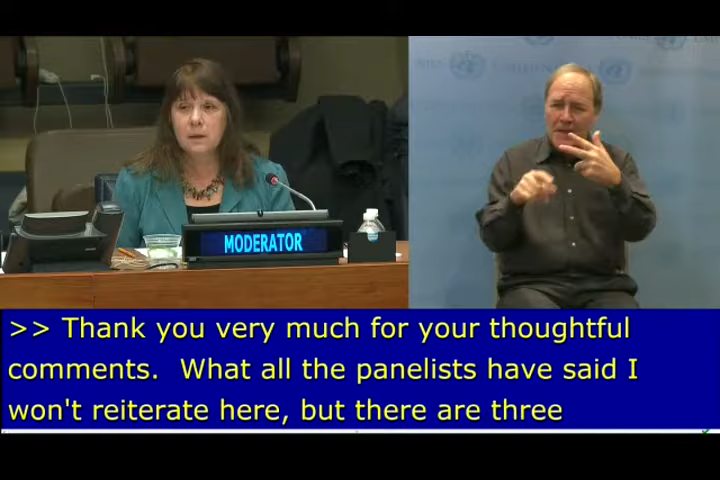 MODERATOR
>> Thank you very much for your thoughtful
comments.  What all the panelists have said I
won't reiterate here, but there are three